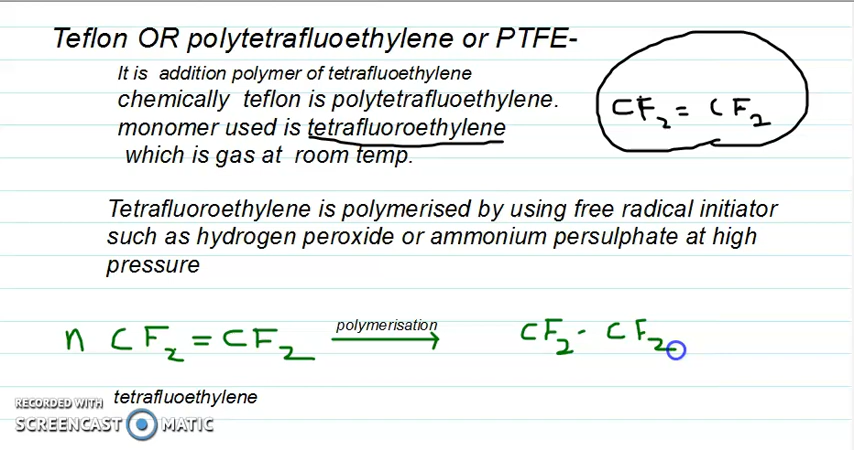 Teflon OR polytetrafluoethylene or PTFE-
It is addition polymer of tetrafluoethylene
chemically teflon is polytetrafluoethylene.
CF₂ = CF₂
monomer used is tetrafluoroethylene
which is gas at room temp.
Tetrafluoroethylene is polymerised by using free radical initiator
such as hydrogen peroxide or ammonium persulphate at high
pressure
n CF₂ = CF₂ polymerisation → CF₂ - CF₂
tetrafluoethylene
RECORDED WITH
SCREENCAST MATIC